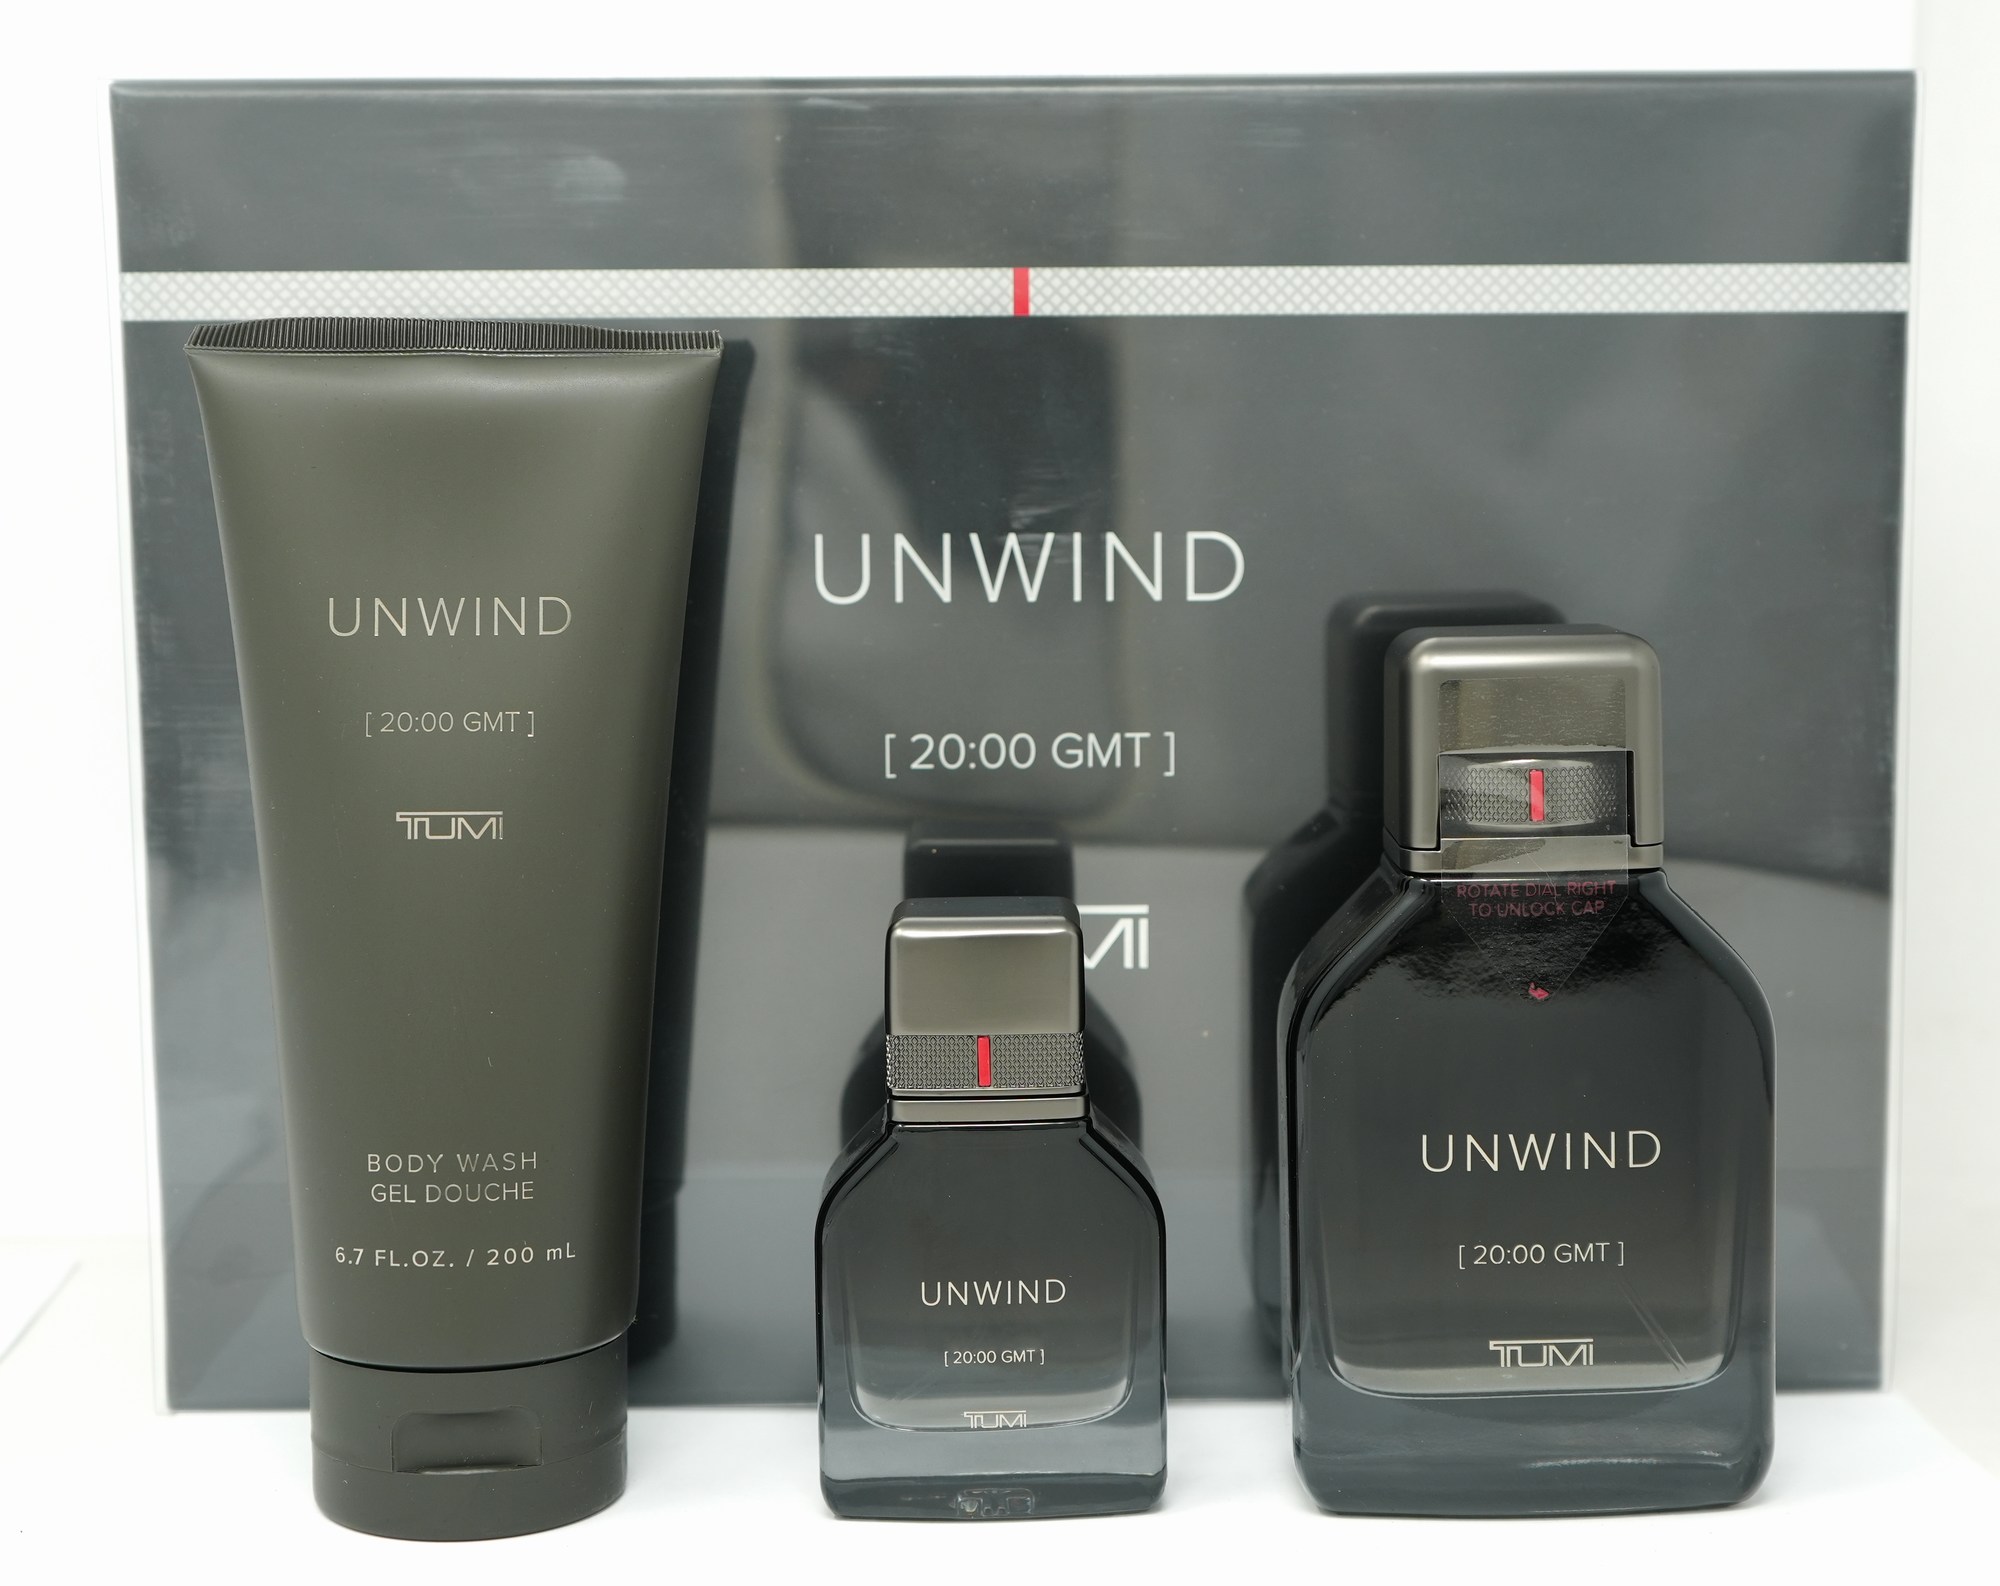 UNWIND
[ 20:00 GMT ]
UNWIND
[ 20:00 GMT ]
TUMI
BODY WASH
GEL DOUCHE
6.7 FL.OZ. / 200 mL
UNWIND
[ 20:00 GMT ]
TUMI
ROTATE DIAL RIGHT
TO UNLOCK CAP
UNWIND
[ 20:00 GMT ]
TUMI